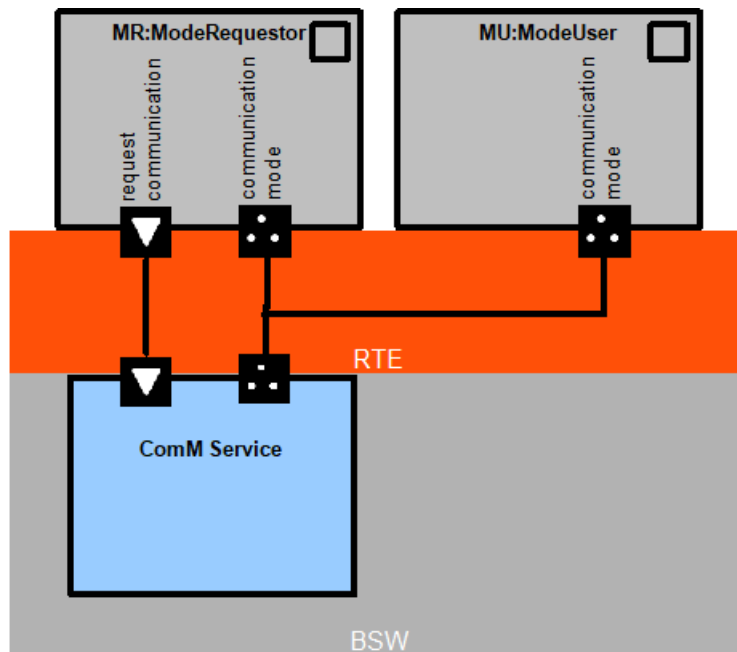 MR:ModeRequestor
MU:ModeUser
request
communication
communication
mode
communication
mode
RTE
ComM Service
BSW